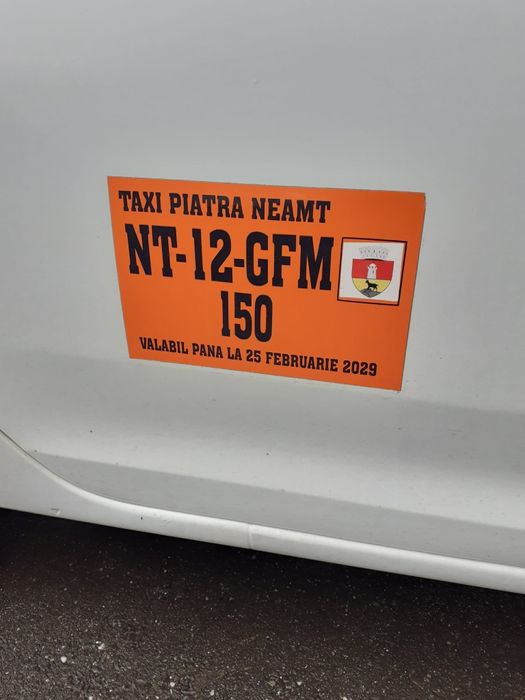 TAXI PIATRA NEAMT
NT-12-GFM
150
VALABIL PANA LA 25 FEBRUARIE 2029